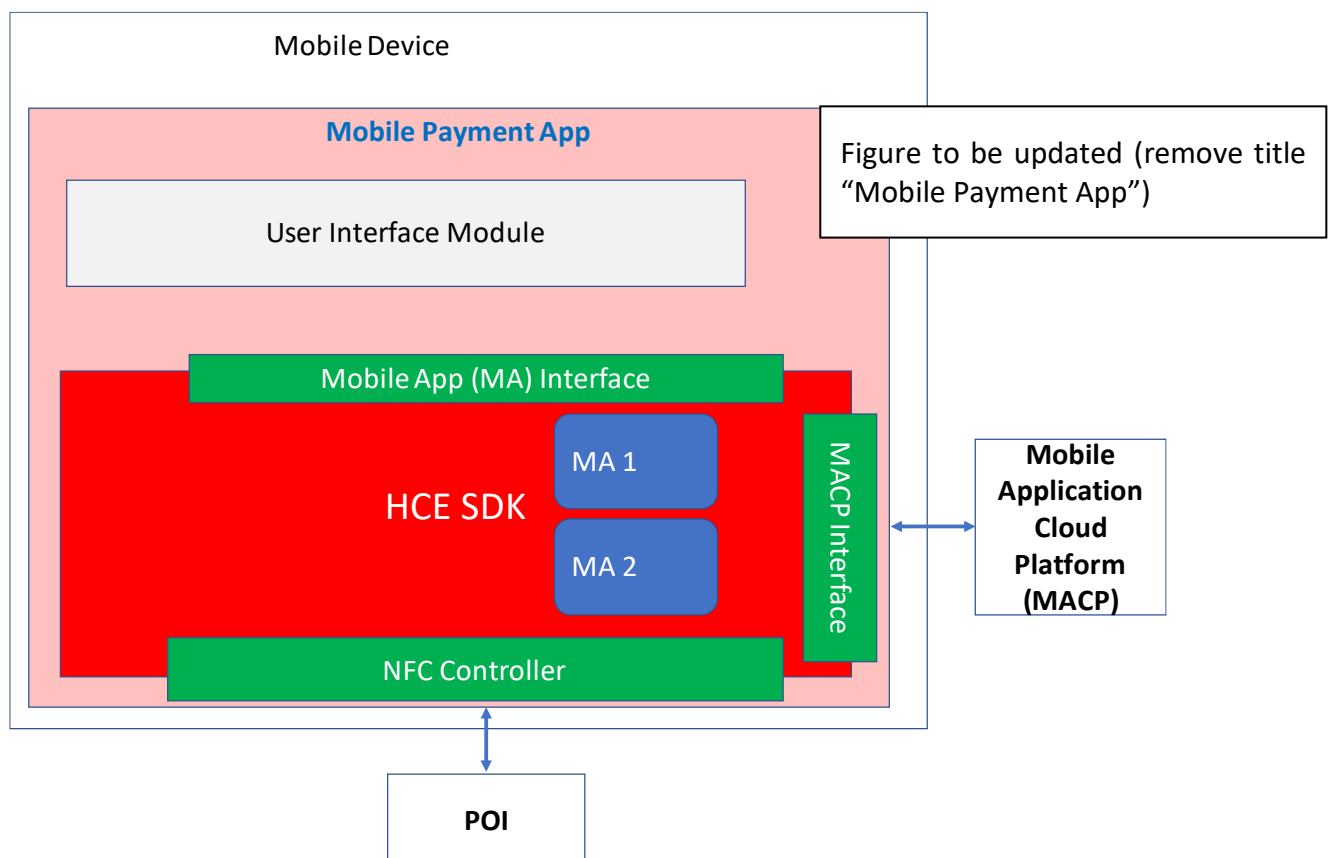 Mobile Device
Mobile Payment App
Figure to be updated (remove title
“Mobile Payment App”)
User Interface Module
Mobile App (MA) Interface
MA 1
HCE SDK
MA 2
MACP Interface
Mobile
Application
Cloud
Platform
(MACP)
NFC Controller
POI